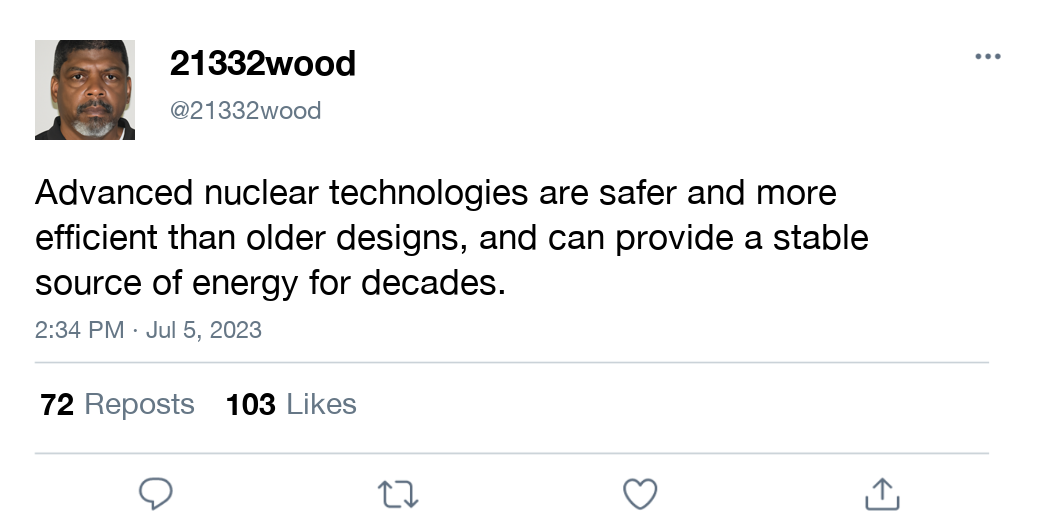 21332wood
@21332wood
Advanced nuclear technologies are safer and more
efficient than older designs, and can provide a stable
source of energy for decades.
2:34 PM · Jul 5, 2023
72 Reposts 103 Likes